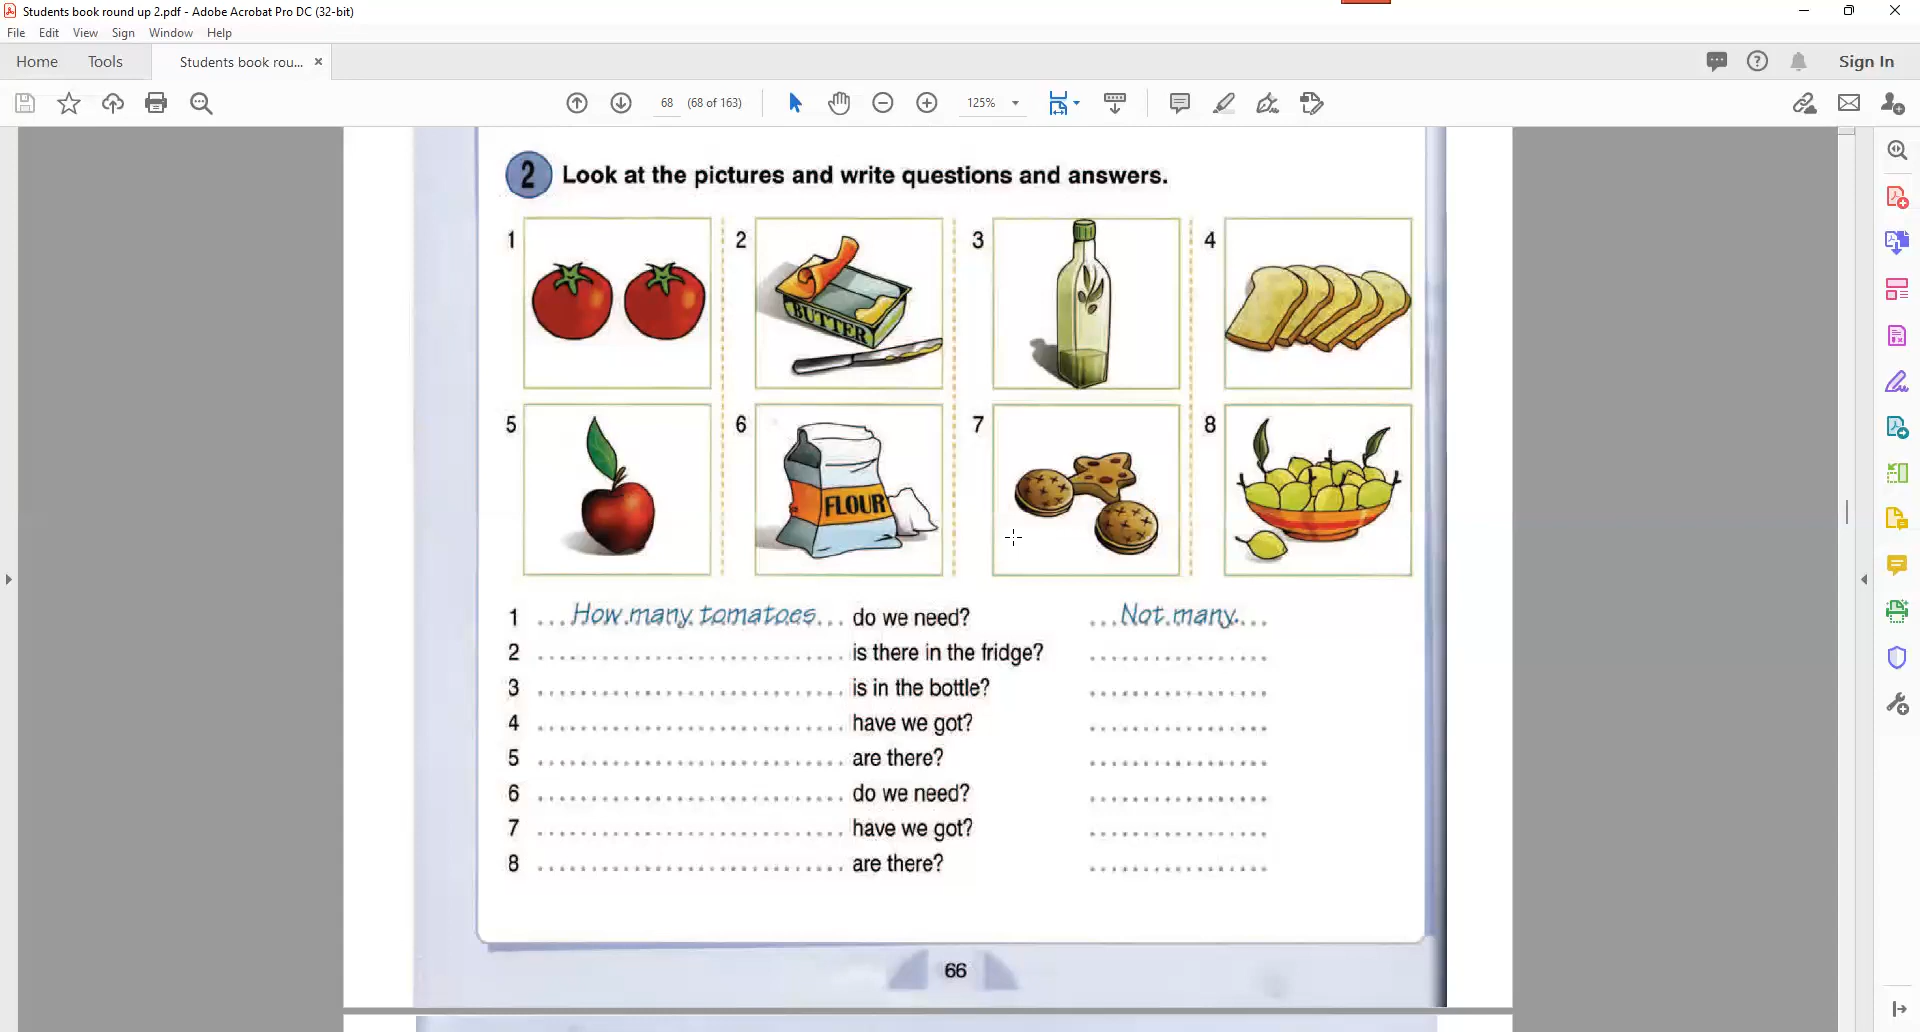 Students book round up 2.pdf - Adobe Acrobat Pro DC (32-bit)
File Edit View Sign Window Help
Home Tools Students book rou... × Sign In
68 (68 of 163) 125%
2 Look at the pictures and write questions and answers.
1 2 3 4
BUTTER
5 6 7 8
FLOUR
1 ...How many tomatoes... do we need? ...Not many....
2 .................................. is there in the fridge? ....................
3 .................................. is in the bottle? ....................
4 .................................. have we got? ....................
5 .................................. are there? ....................
6 .................................. do we need? ....................
7 .................................. have we got? ....................
8 .................................. are there? ....................
66